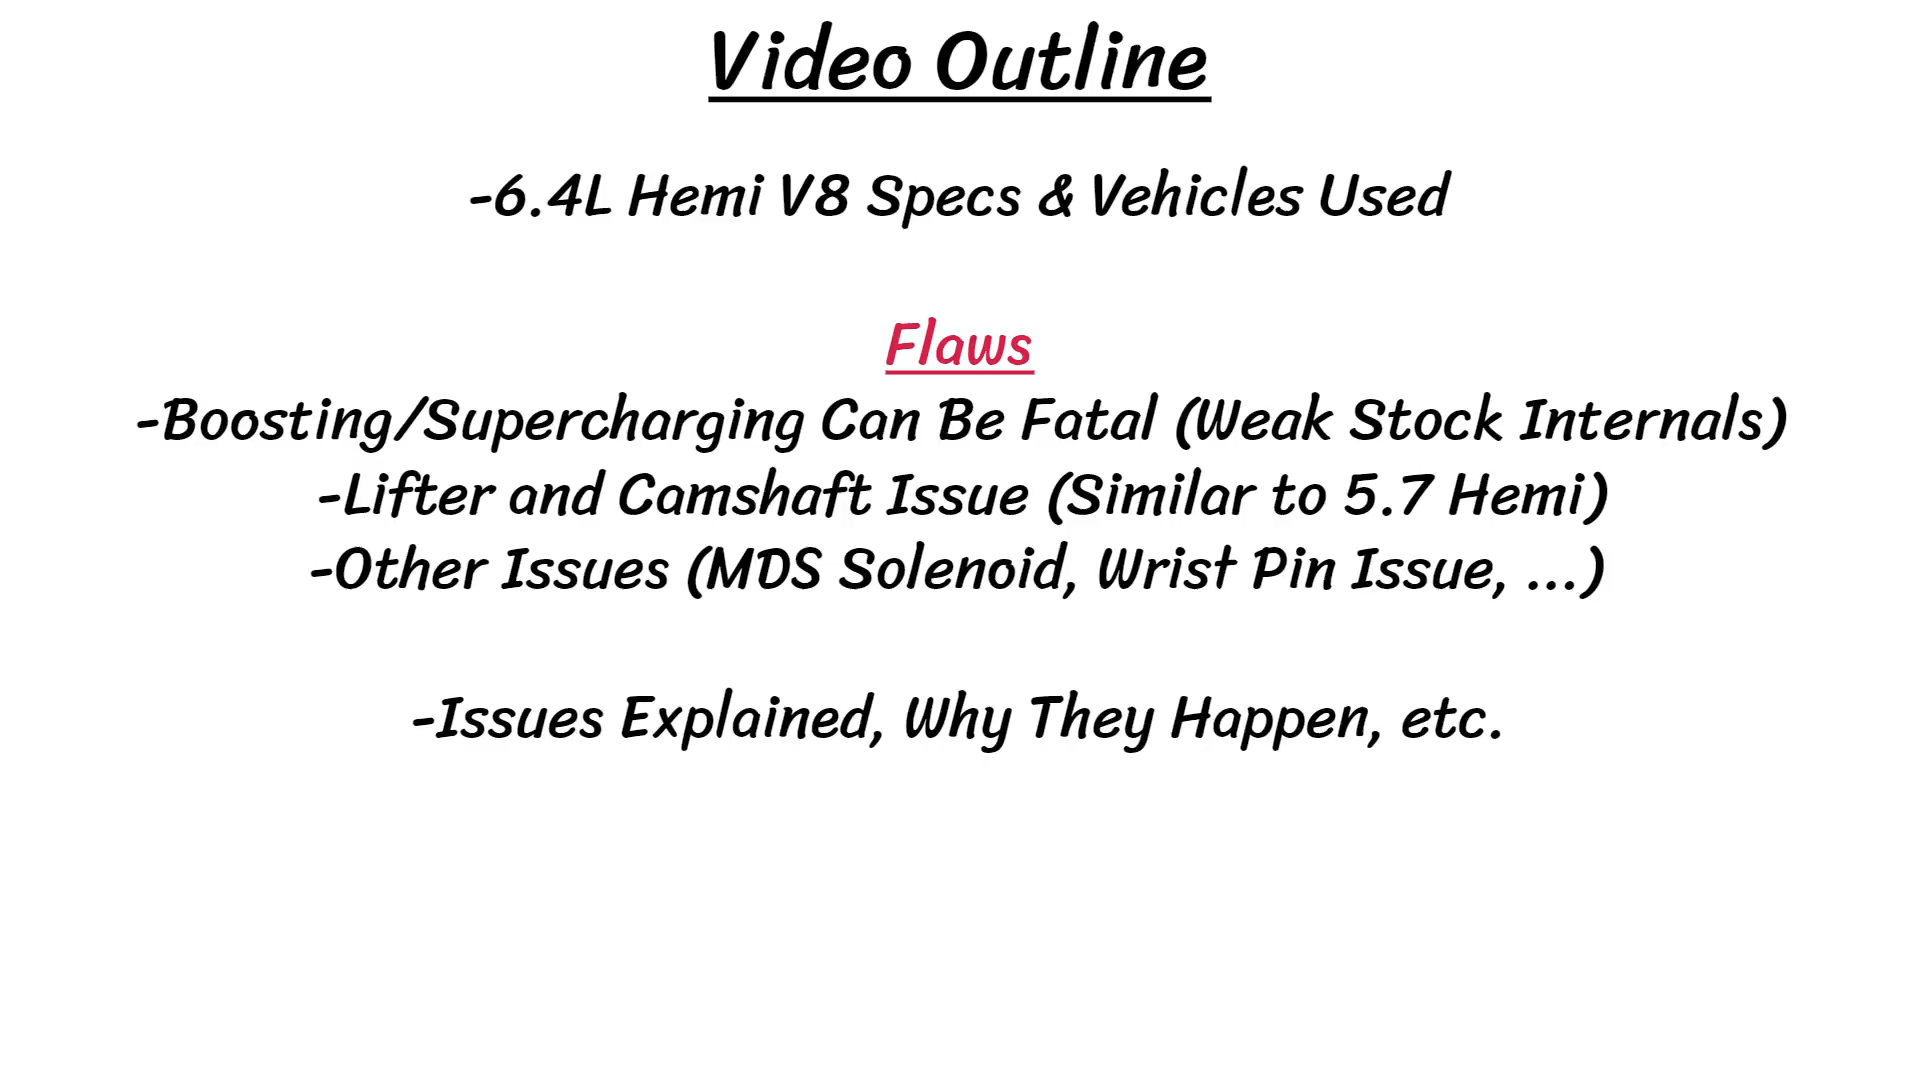 Video Outline
-6.4L Hemi V8 Specs & Vehicles Used
Flaws
-Boosting/Supercharging Can Be Fatal (Weak Stock Internals)
-Lifter and Camshaft Issue (Similar to 5.7 Hemi)
-Other Issues (MDS Solenoid, Wrist Pin Issue, ...)
-Issues Explained, Why They Happen, etc.